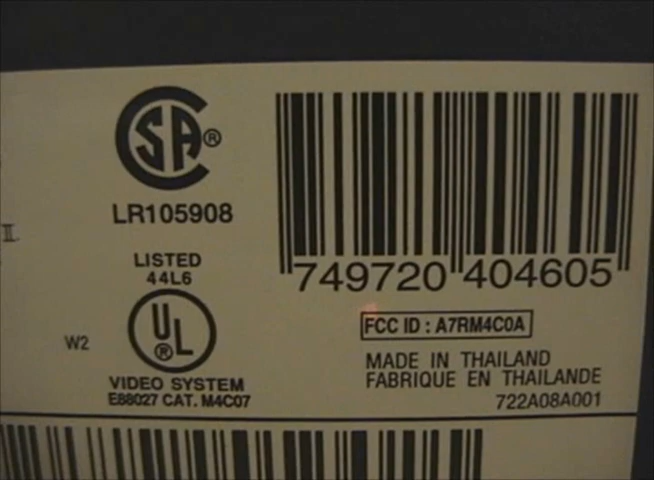 SA®
LR105908
LISTED
44L6
UL®
W2
VIDEO SYSTEM
E88027 CAT. M4C07
749720 404605
FCC ID : A7RM4C0A
MADE IN THAILAND
FABRIQUE EN THAILANDE
722A08A001